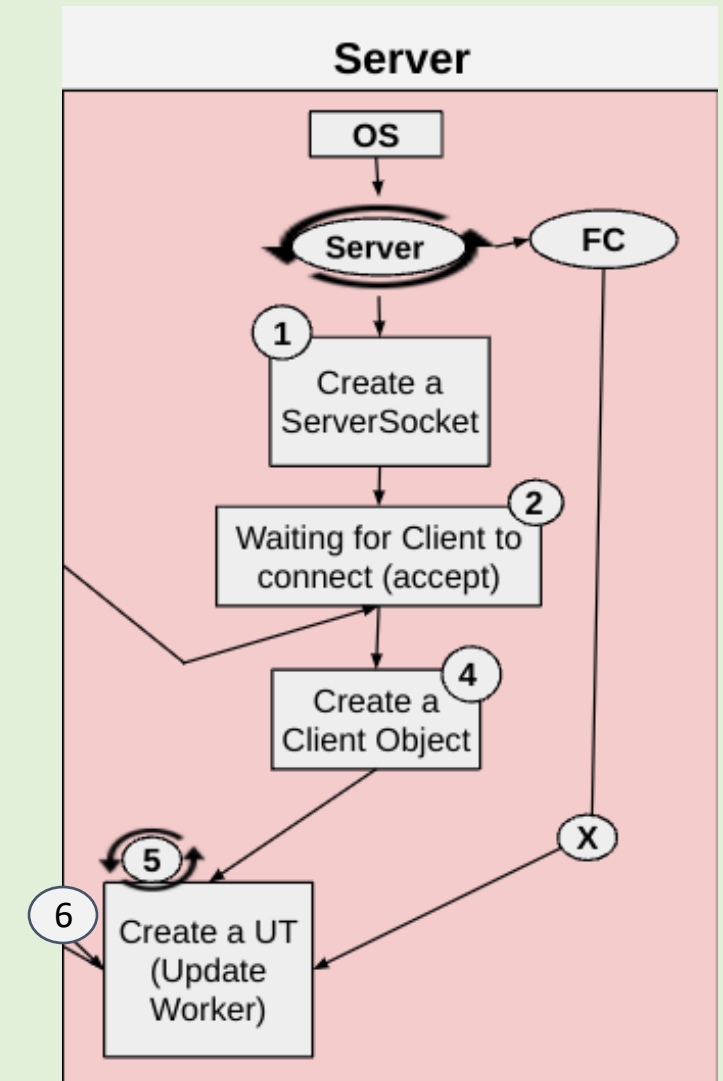 Server
OS
Server
FC
1
Create a
ServerSocket
2
Waiting for Client to
connect (accept)
4
Create a
Client Object
X
5
6
Create a UT
(Update
Worker)